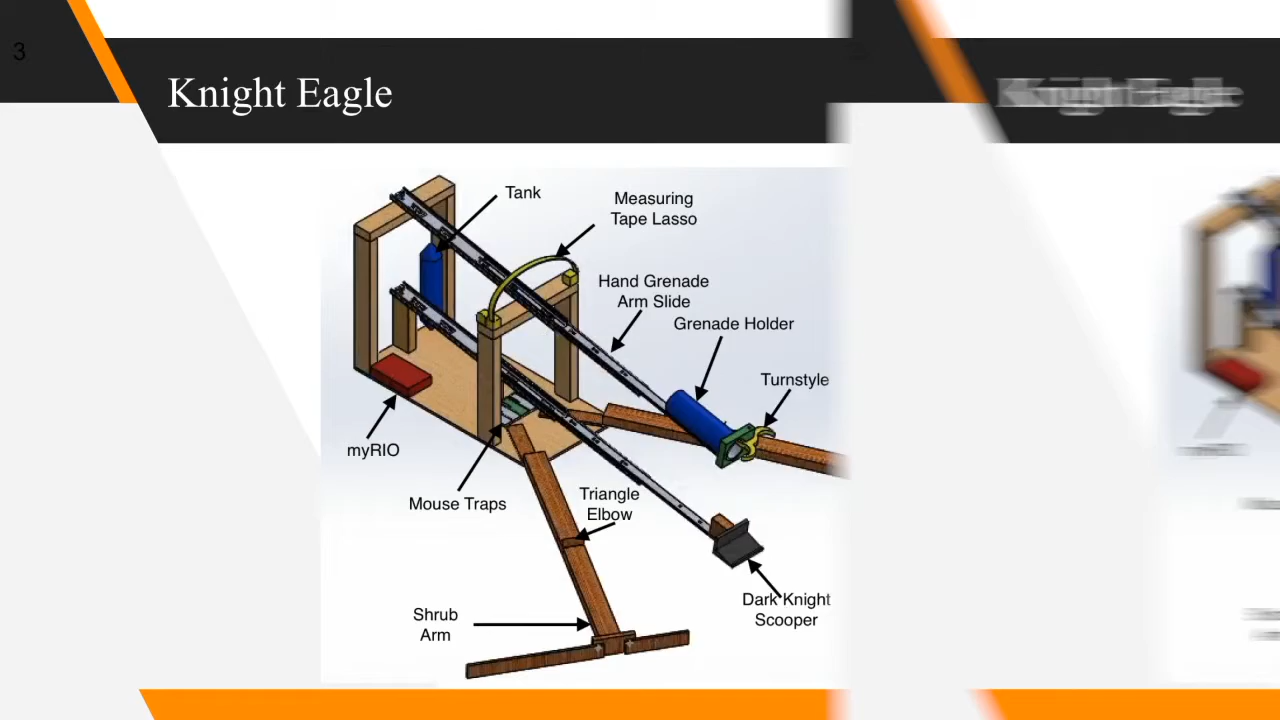 3
Knight Eagle
Tank
Measuring
Tape Lasso
Hand Grenade
Arm Slide
Grenade Holder
Turnstyle
myRIO
Mouse Traps
Triangle
Elbow
Dark Knight
Scooper
Shrub
Arm